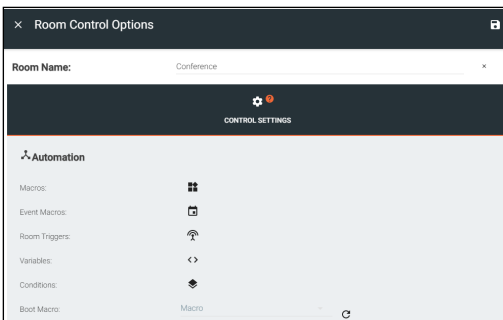 × Room Control Options
Room Name: Conference ×
?
CONTROL SETTINGS
Automation
Macros:
Event Macros:
Room Triggers:
Variables: <>
Conditions:
Boot Macro: Macro